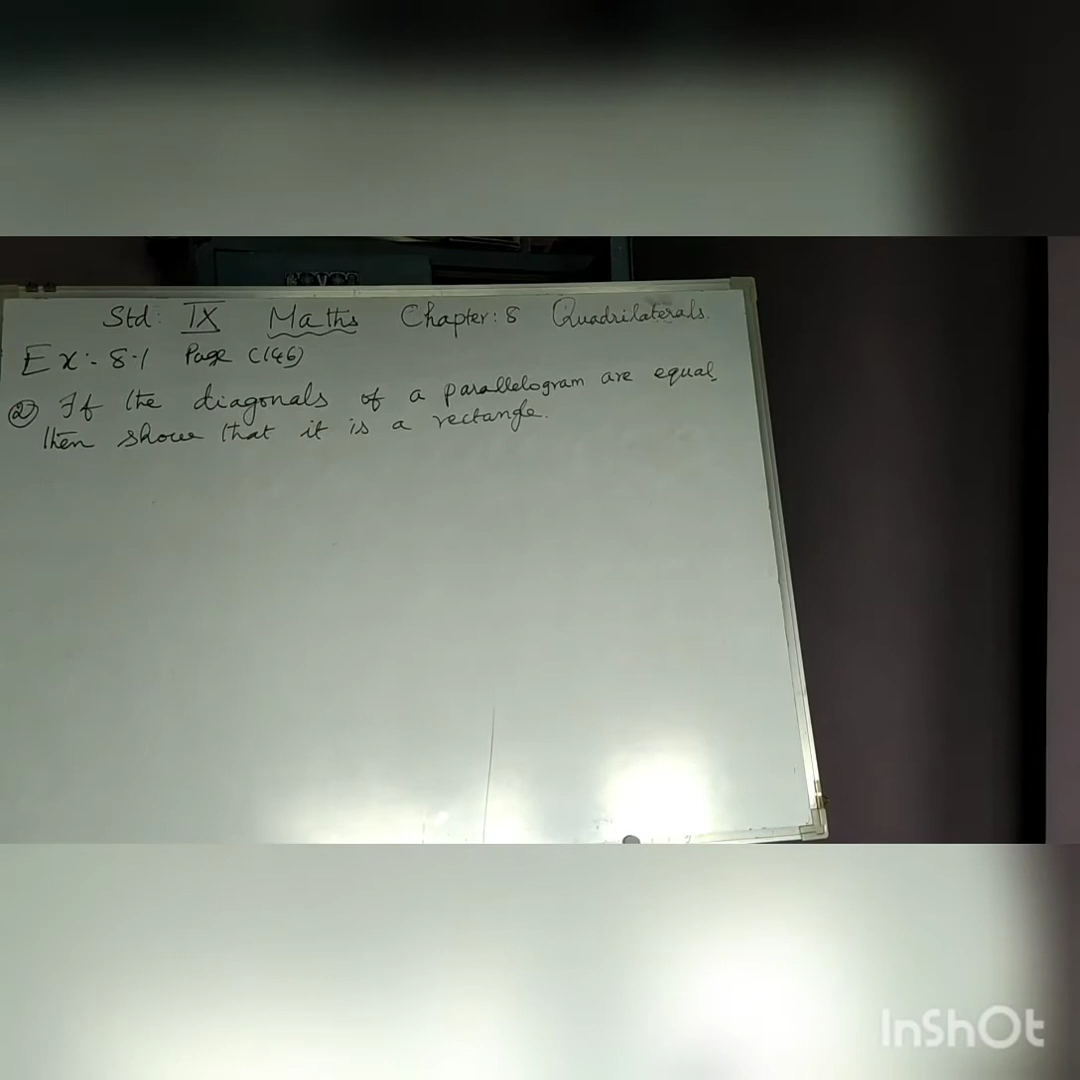 Std: IX Maths Chapter: 8 Quadrilaterals.
Ex:- 8.1 Page (146)
② If the diagonals of a parallelogram are equal,
then show that it is a rectangle.
InShOt